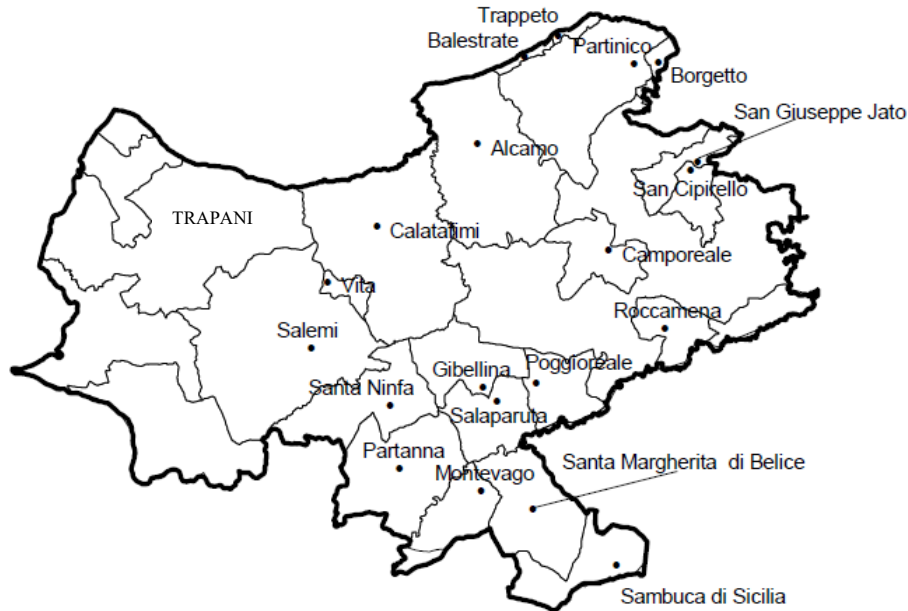 Trappeto
Balestrate
Partinico
Borgetto
San Giuseppe Jato
Alcamo
San Cipirello
TRAPANI
Calatatimi
Camporeale
Vita
Roccamena
Salemi
Gibellina
Poggioreale
Santa Ninfa
Salaparuta
Partanna
Santa Margherita di Belice
Montevago
Sambuca di Sicilia